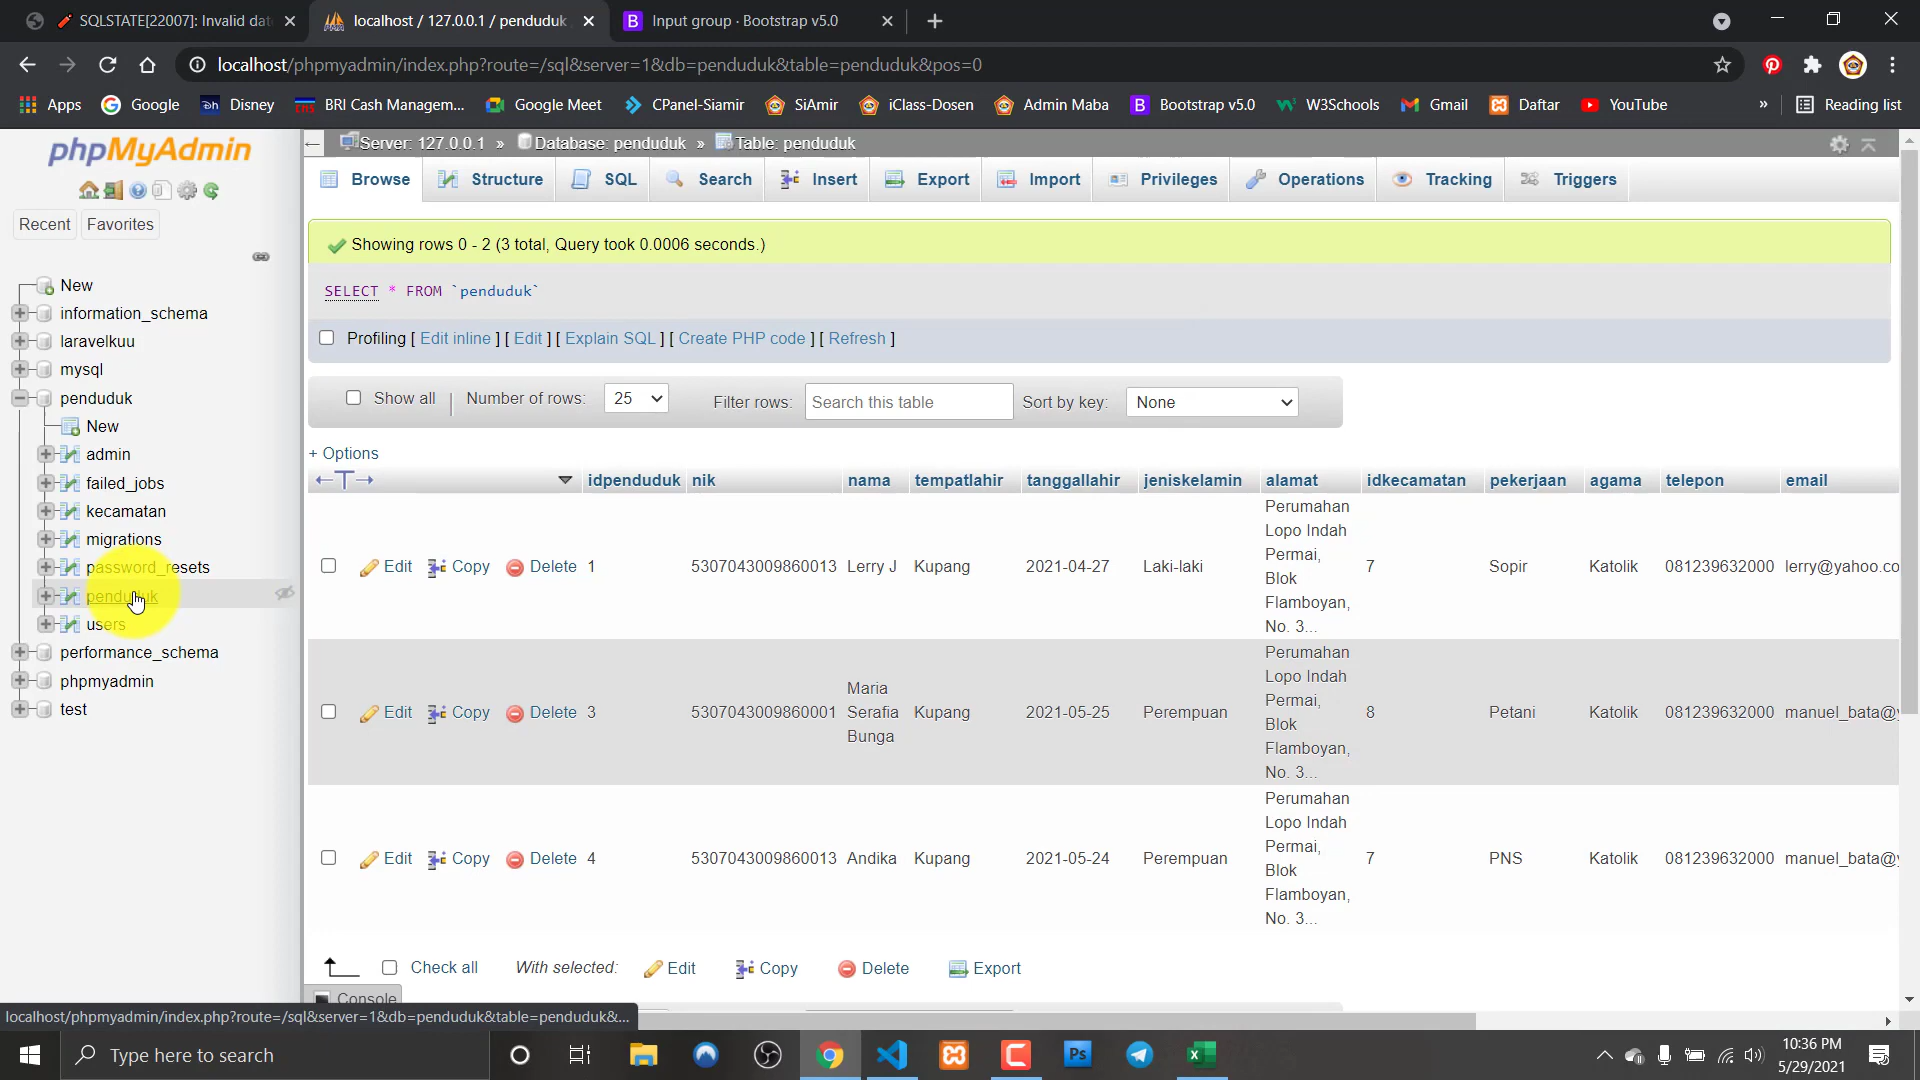 SQLSTATE[22007]: Invalid dat
localhost / 127.0.0.1 / penduduk
Input group · Bootstrap v5.0
localhost/phpmyadmin/index.php?route=/sql&server=1&db=penduduk&table=penduduk&pos=0
Apps Google Disney BRI Cash Managem... Google Meet CPanel-Siamir SiAmir iClass-Dosen Admin Maba Bootstrap v5.0 W3Schools Gmail Daftar YouTube » Reading list
phpMyAdmin
Recent Favorites
New
information_schema
laravelkuu
mysql
penduduk
New
admin
failed_jobs
kecamatan
migrations
password_resets
penduduk
users
performance_schema
phpmyadmin
test
Server: 127.0.0.1 » Database: penduduk » Table: penduduk
Browse Structure SQL Search Insert Export Import Privileges Operations Tracking Triggers
Showing rows 0 - 2 (3 total, Query took 0.0006 seconds.)
SELECT * FROM `penduduk`
Profiling [ Edit inline ] [ Edit ] [ Explain SQL ] [ Create PHP code ] [ Refresh ]
Show all | Number of rows: 25 Filter rows: Search this table Sort by key: None
+ Options
idpenduduk nik nama tempatlahir tanggallahir jeniskelamin alamat idkecamatan pekerjaan agama telepon email
Edit Copy Delete 1 5307043009860013 Lerry J Kupang 2021-04-27 Laki-laki
Perumahan
Lopo Indah
Permai,
Blok
Flamboyan,
No. 3...
7 Sopir Katolik 081239632000 lerry@yahoo.co
Edit Copy Delete 3 5307043009860001
Maria
Serafia
Bunga
Kupang 2021-05-25 Perempuan
Perumahan
Lopo Indah
Permai,
Blok
Flamboyan,
No. 3...
8 Petani Katolik 081239632000 manuel_bata@
Edit Copy Delete 4 5307043009860013 Andika Kupang 2021-05-24 Perempuan
Perumahan
Lopo Indah
Permai,
Blok
Flamboyan,
No. 3...
7 PNS Katolik 081239632000 manuel_bata@
Check all With selected: Edit Copy Delete Export
Console
localhost/phpmyadmin/index.php?route=/sql&server=1&db=penduduk&table=penduduk&...
Type here to search
10:36 PM
5/29/2021